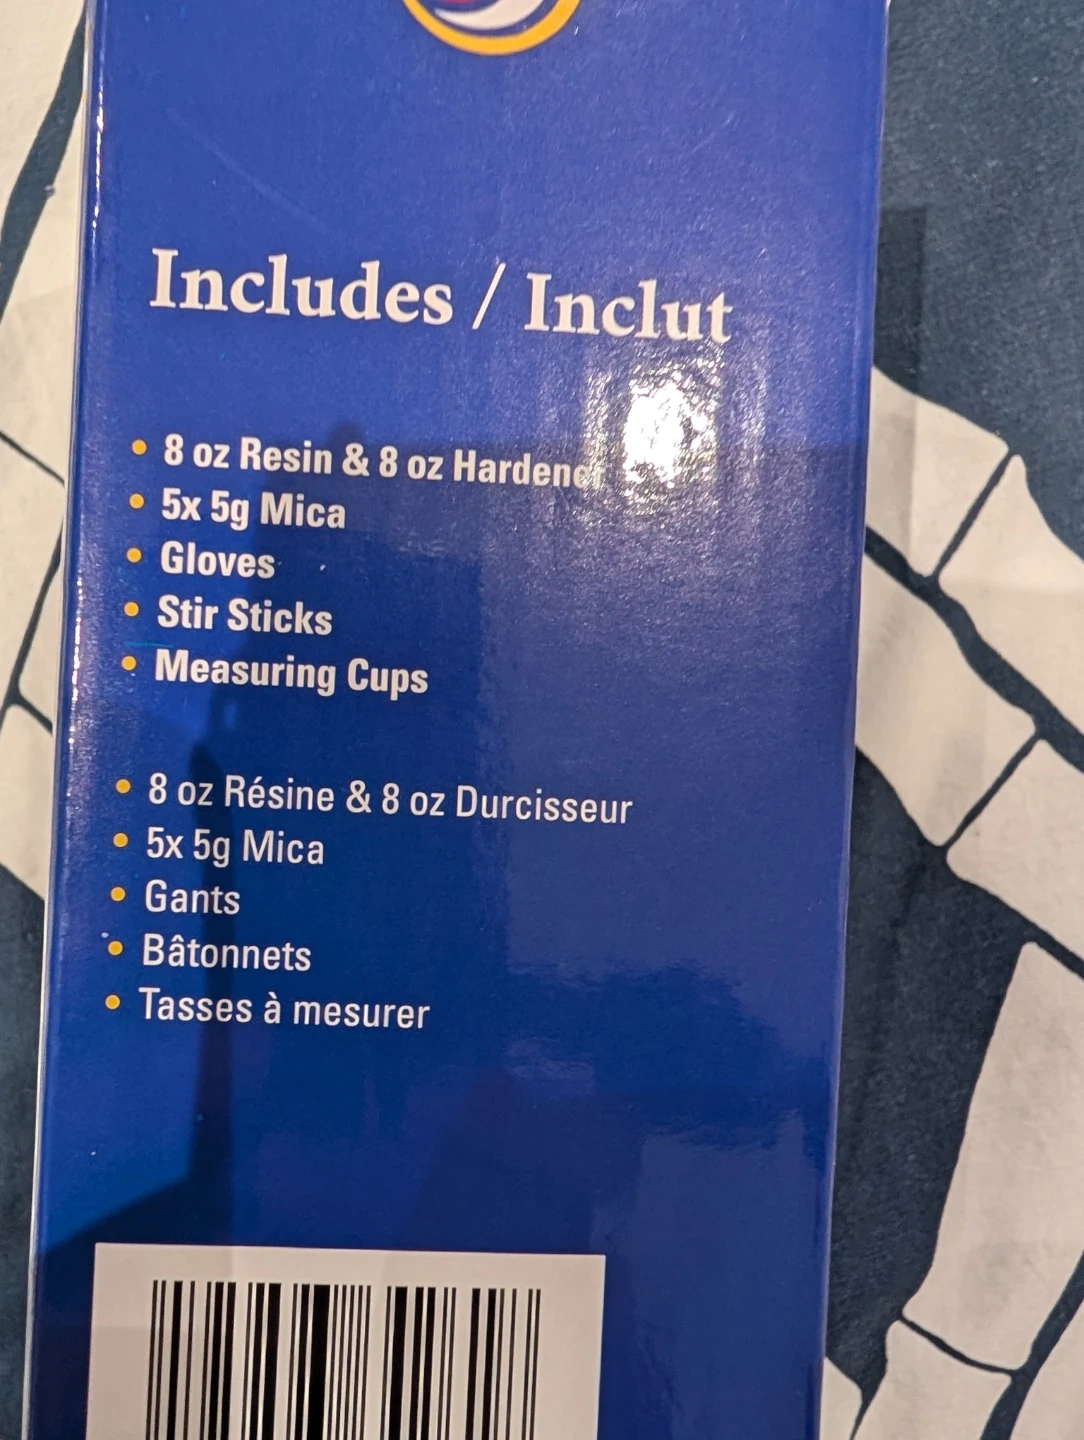 Includes / Inclut
• 8 oz Resin & 8 oz Hardener
• 5x 5g Mica
• Gloves
• Stir Sticks
• Measuring Cups
• 8 oz Résine & 8 oz Durcisseur
• 5x 5g Mica
• Gants
• Bâtonnets
• Tasses à mesurer